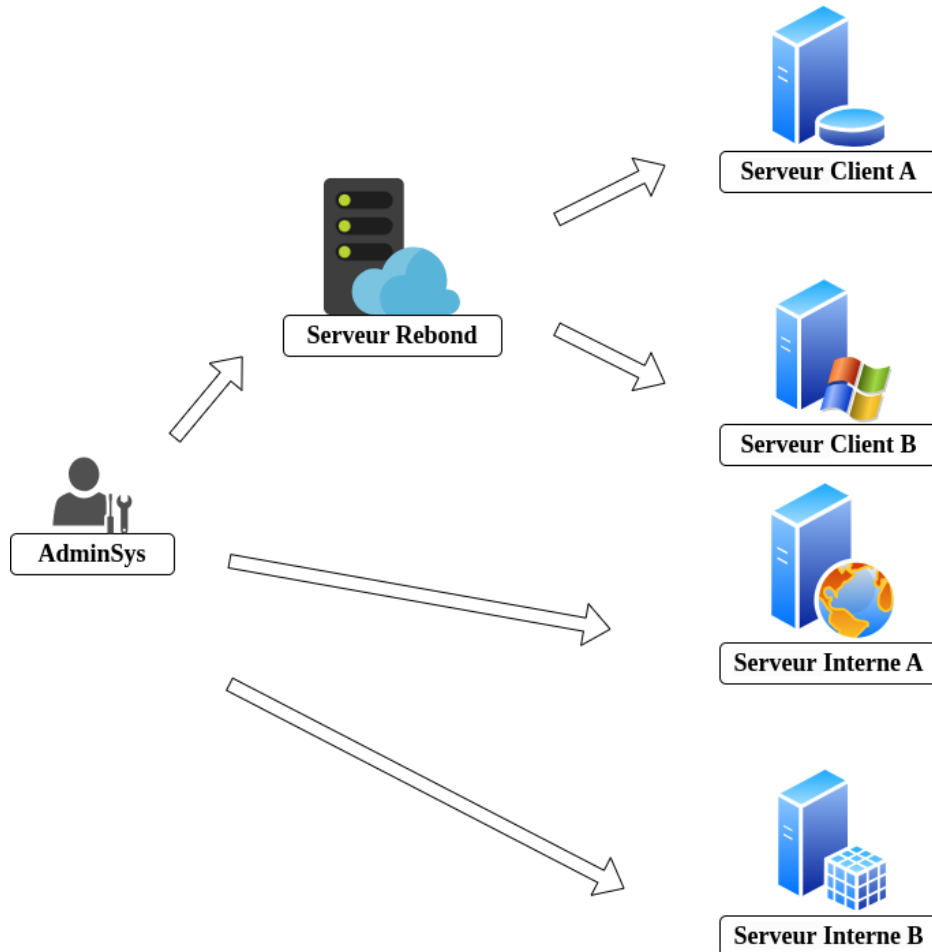 Serveur Client A
Serveur Rebond
Serveur Client B
AdminSys
Serveur Interne A
Serveur Interne B